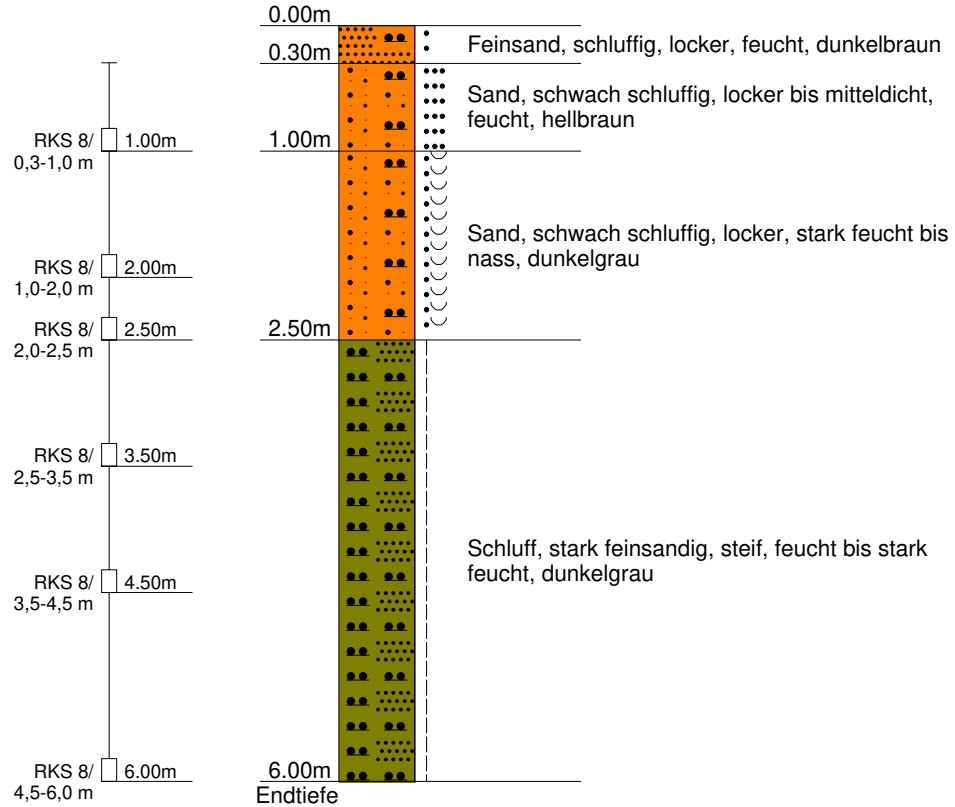 0.00m
Feinsand, schluffig, locker, feucht, dunkelbraun
0.30m
Sand, schwach schluffig, locker bis mitteldicht,
feucht, hellbraun
RKS 8/ 1.00m
0,3-1,0 m
1.00m
Sand, schwach schluffig, locker, stark feucht bis
nass, dunkelgrau
RKS 8/ 2.00m
1,0-2,0 m
RKS 8/ 2.50m
2,0-2,5 m
2.50m
RKS 8/ 3.50m
2,5-3,5 m
Schluff, stark feinsandig, steif, feucht bis stark
feucht, dunkelgrau
RKS 8/ 4.50m
3,5-4,5 m
RKS 8/ 6.00m
4,5-6,0 m
6.00m
Endtiefe